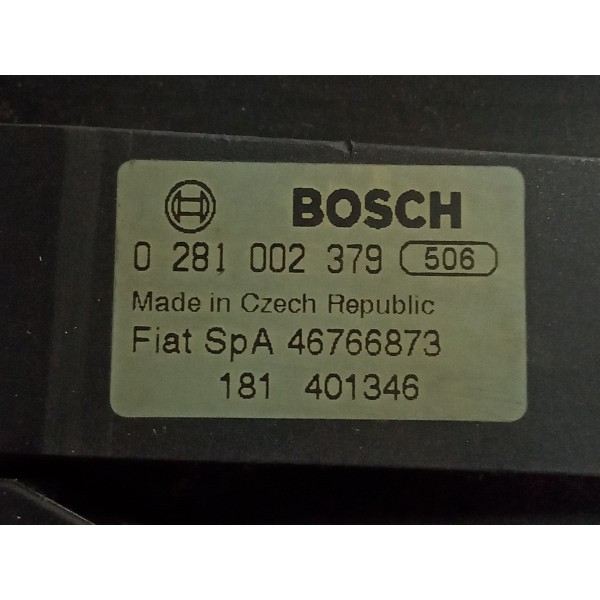 BOSCH
0 281 002 379 506
Made in Czech Republic
Fiat SpA 46766873
181 401346